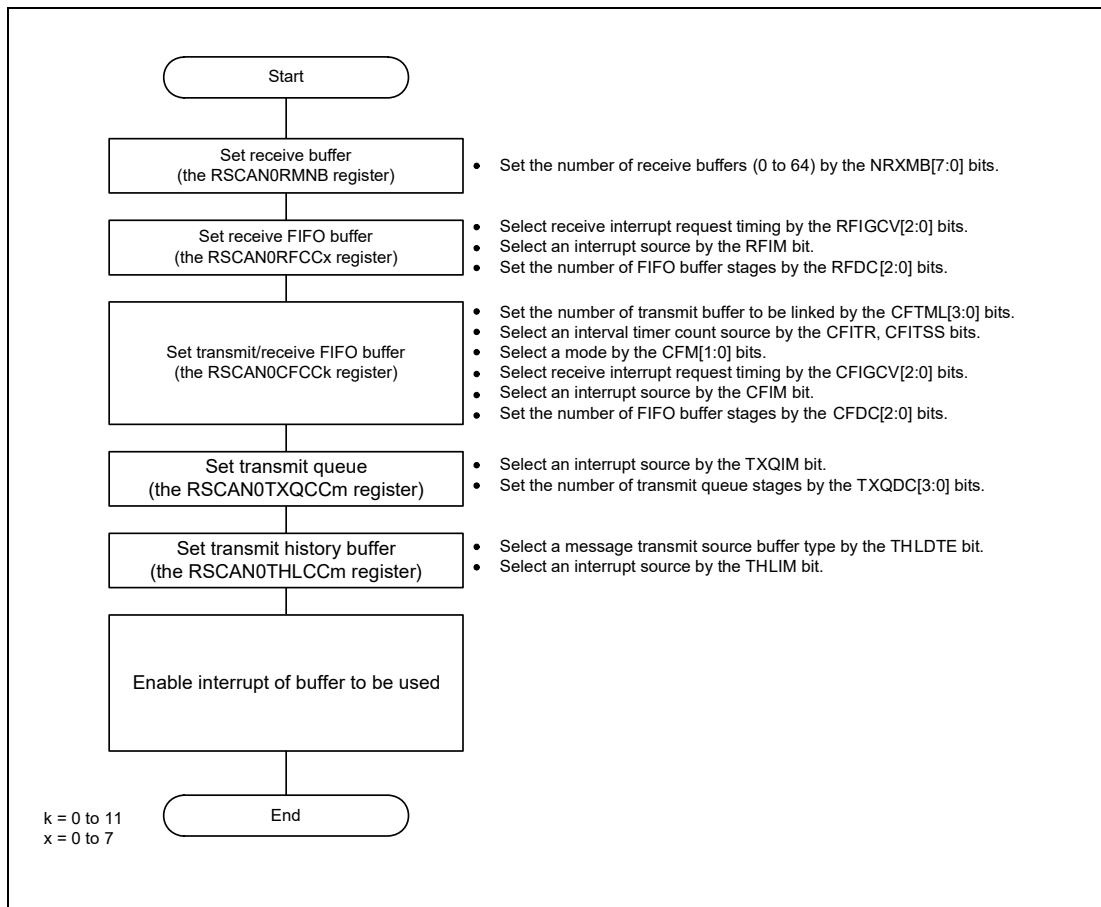 Start
Set receive buffer
(the RSCAN0RMNB register)
• Set the number of receive buffers (0 to 64) by the NRXMB[7:0] bits.
Set receive FIFO buffer
(the RSCAN0RFCCx register)
• Select receive interrupt request timing by the RFIGCV[2:0] bits.
• Select an interrupt source by the RFIM bit.
• Set the number of FIFO buffer stages by the RFDC[2:0] bits.
Set transmit/receive FIFO buffer
(the RSCAN0CFCCk register)
• Set the number of transmit buffer to be linked by the CFTML[3:0] bits.
• Select an interval timer count source by the CFITR, CFITSS bits.
• Select a mode by the CFM[1:0] bits.
• Select receive interrupt request timing by the CFIGCV[2:0] bits.
• Select an interrupt source by the CFIM bit.
• Set the number of FIFO buffer stages by the CFDC[2:0] bits.
Set transmit queue
(the RSCAN0TXQCCm register)
• Select an interrupt source by the TXQIM bit.
• Set the number of transmit queue stages by the TXQDC[3:0] bits.
Set transmit history buffer
(the RSCAN0THLCCm register)
• Select a message transmit source buffer type by the THLDTE bit.
• Select an interrupt source by the THLIM bit.
Enable interrupt of buffer to be used
End
k = 0 to 11
x = 0 to 7